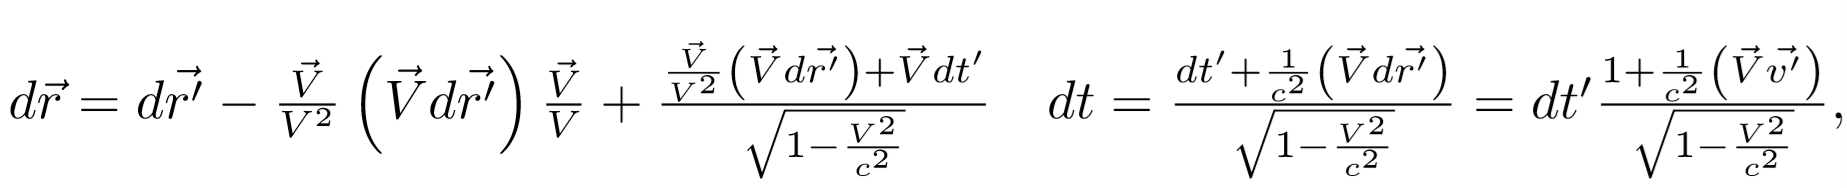 $d\vec{r} = d\vec{r'} - \frac{\vec{V}}{V^2} \left( \vec{V} d\vec{r'} \right) \frac{\vec{V}}{V} + \frac{\frac{\vec{V}}{V^2} \left( \vec{V} d\vec{r'} \right) + \vec{V} dt'}{\sqrt{1 - \frac{V^2}{c^2}}} \quad dt = \frac{dt' + \frac{1}{c^2} \left( \vec{V} d\vec{r'} \right)}{\sqrt{1 - \frac{V^2}{c^2}}} = dt' \frac{1 + \frac{1}{c^2} \left( \vec{V} \vec{v'} \right)}{\sqrt{1 - \frac{V^2}{c^2}}},$